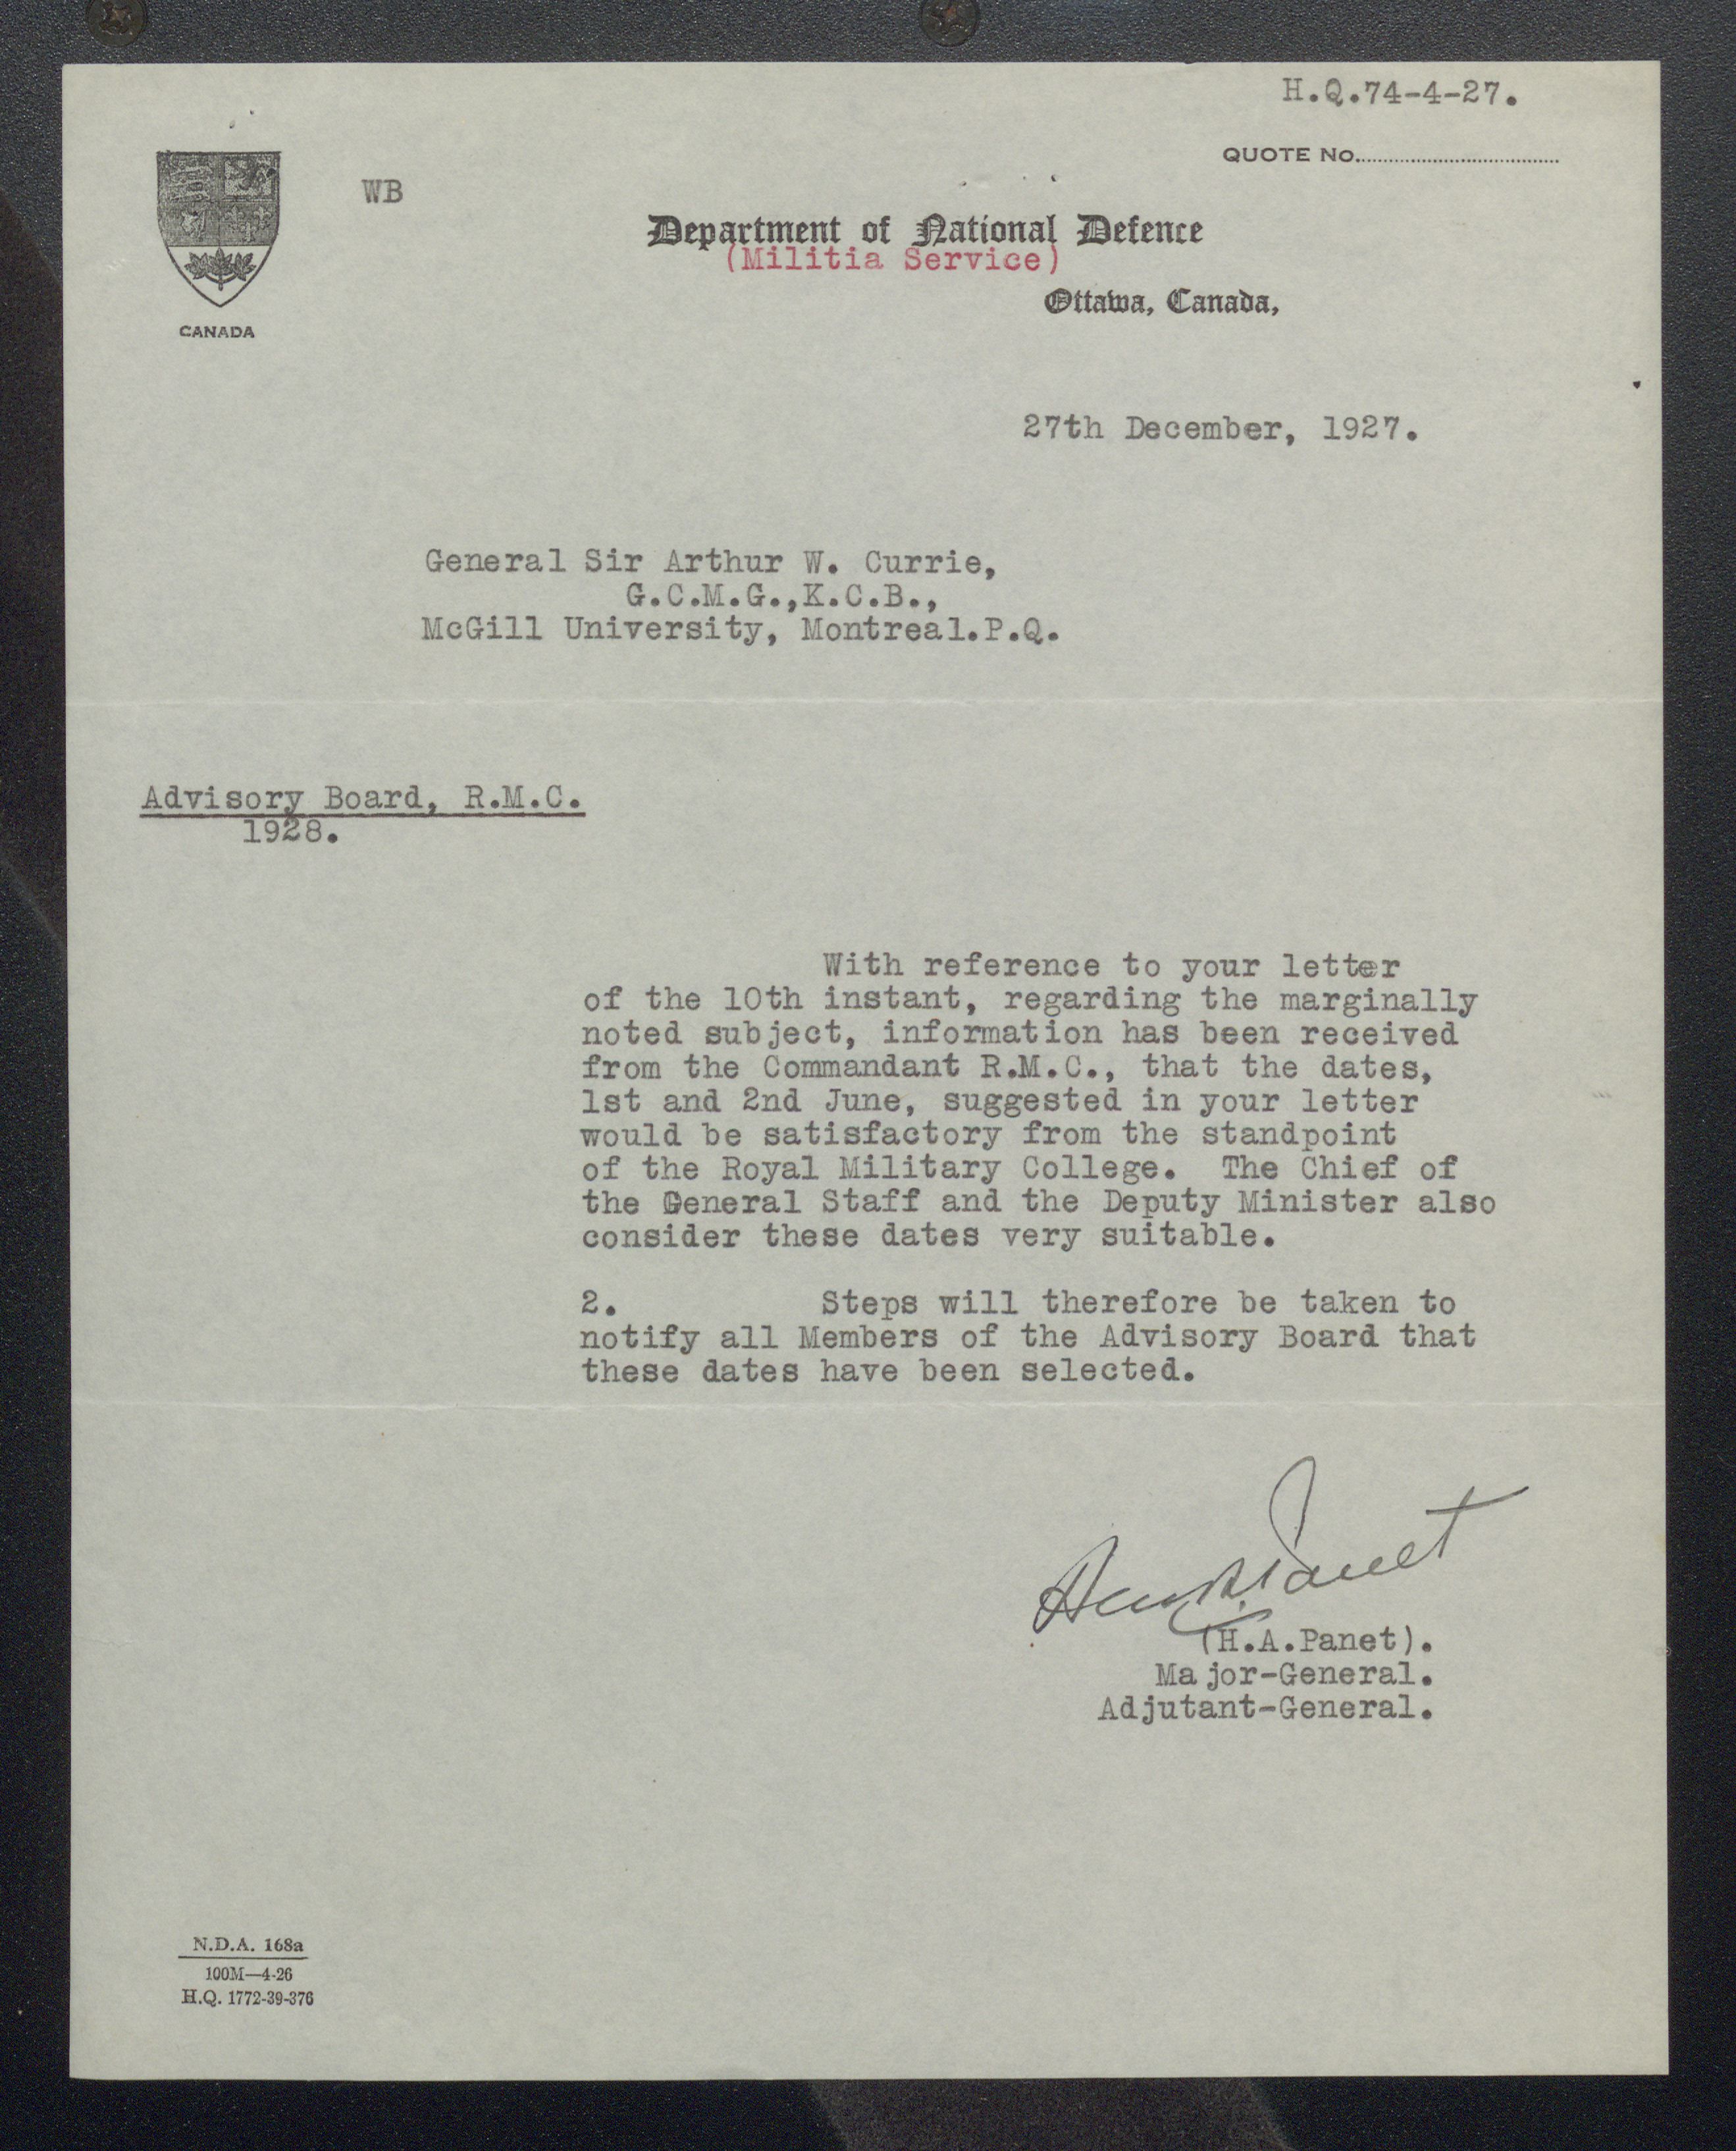 H.Q.74-4-27.
QUOTE No.
WB
Department of National Defence
(Militia Service)
Ottawa, Canada,
CANADA
27th December, 1927.
General Sir Arthur W. Currie,
G.C.M.G.,K.C.B.,
McGill University, Montreal.P.Q.
Advisory Board, R.M.C.
1928.
With reference to your letter
of the 10th instant, regarding the marginally
noted subject, information has been received
from the Commandant R.M.C., that the dates,
1st and 2nd June, suggested in your letter
would be satisfactory from the standpoint
of the Royal Military College. The Chief of
the General Staff and the Deputy Minister also
consider these dates very suitable.
2. Steps will therefore be taken to
notify all Members of the Advisory Board that
these dates have been selected.
Henri A. Panet
(H.A.Panet).
Major-General.
Adjutant-General.
N.D.A. 168a
100M—4-26
H.Q. 1772-39-376